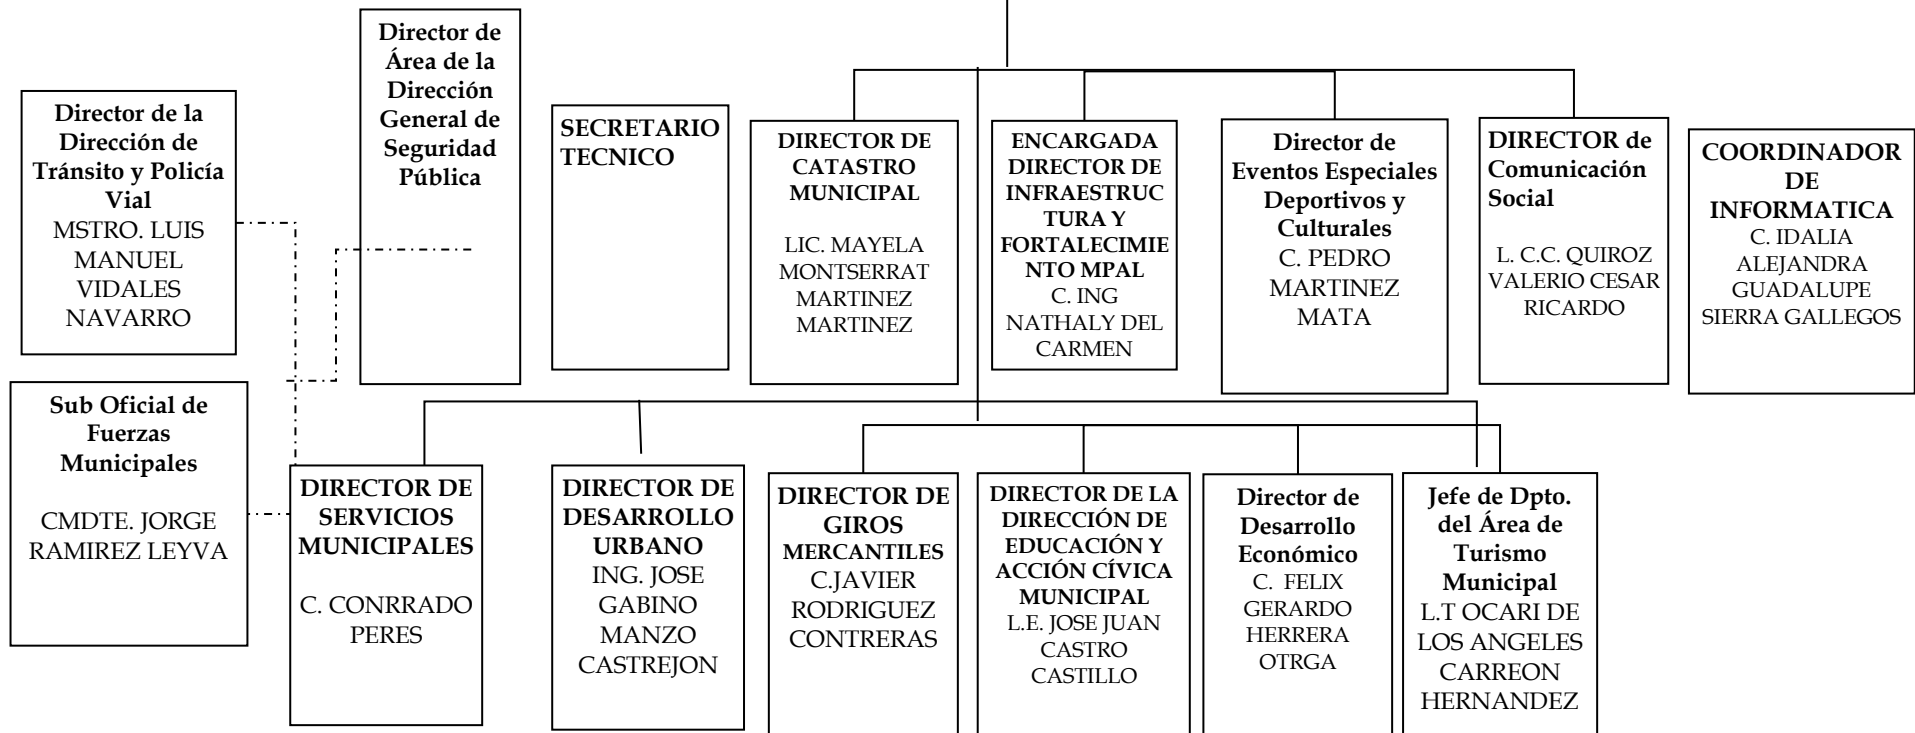 Director de la
Dirección de
Tránsito y Policía
Vial
MSTRO. LUIS
MANUEL
VIDALES
NAVARRO
Director de
Área de la
Dirección
General de
Seguridad
Pública
SECRETARIO
TECNICO
DIRECTOR DE
CATASTRO
MUNICIPAL
LIC. MAYELA
MONTSERRAT
MARTINEZ
MARTINEZ
ENCARGADA
DIRECTOR DE
INFRAESTRUC
TURA Y
FORTALECIMIE
NTO MPAL
C. ING
NATHALY DEL
CARMEN
Director de
Eventos Especiales
Deportivos y
Culturales
C. PEDRO
MARTINEZ
MATA
DIRECTOR de
Comunicación
Social
L. C.C. QUIROZ
VALERIO CESAR
RICARDO
COORDINADOR
DE
INFORMATICA
C. IDALIA
ALEJANDRA
GUADALUPE
SIERRA GALLEGOS
Sub Oficial de
Fuerzas
Municipales
CMDTE. JORGE
RAMIREZ LEYVA
DIRECTOR DE
SERVICIOS
MUNICIPALES
C. CONRRADO
PERES
DIRECTOR DE
DESARROLLO
URBANO
ING. JOSE
GABINO
MANZO
CASTREJON
DIRECTOR DE
GIROS
MERCANTILES
C.JAVIER
RODRIGUEZ
CONTRERAS
DIRECTOR DE LA
DIRECCIÓN DE
EDUCACIÓN Y
ACCIÓN CÍVICA
MUNICIPAL
L.E. JOSE JUAN
CASTRO
CASTILLO
Director de
Desarrollo
Económico
C. FELIX
GERARDO
HERRERA
OTRGA
Jefe de Dpto.
del Área de
Turismo
Municipal
L.T OCARI DE
LOS ANGELES
CARREON
HERNANDEZ